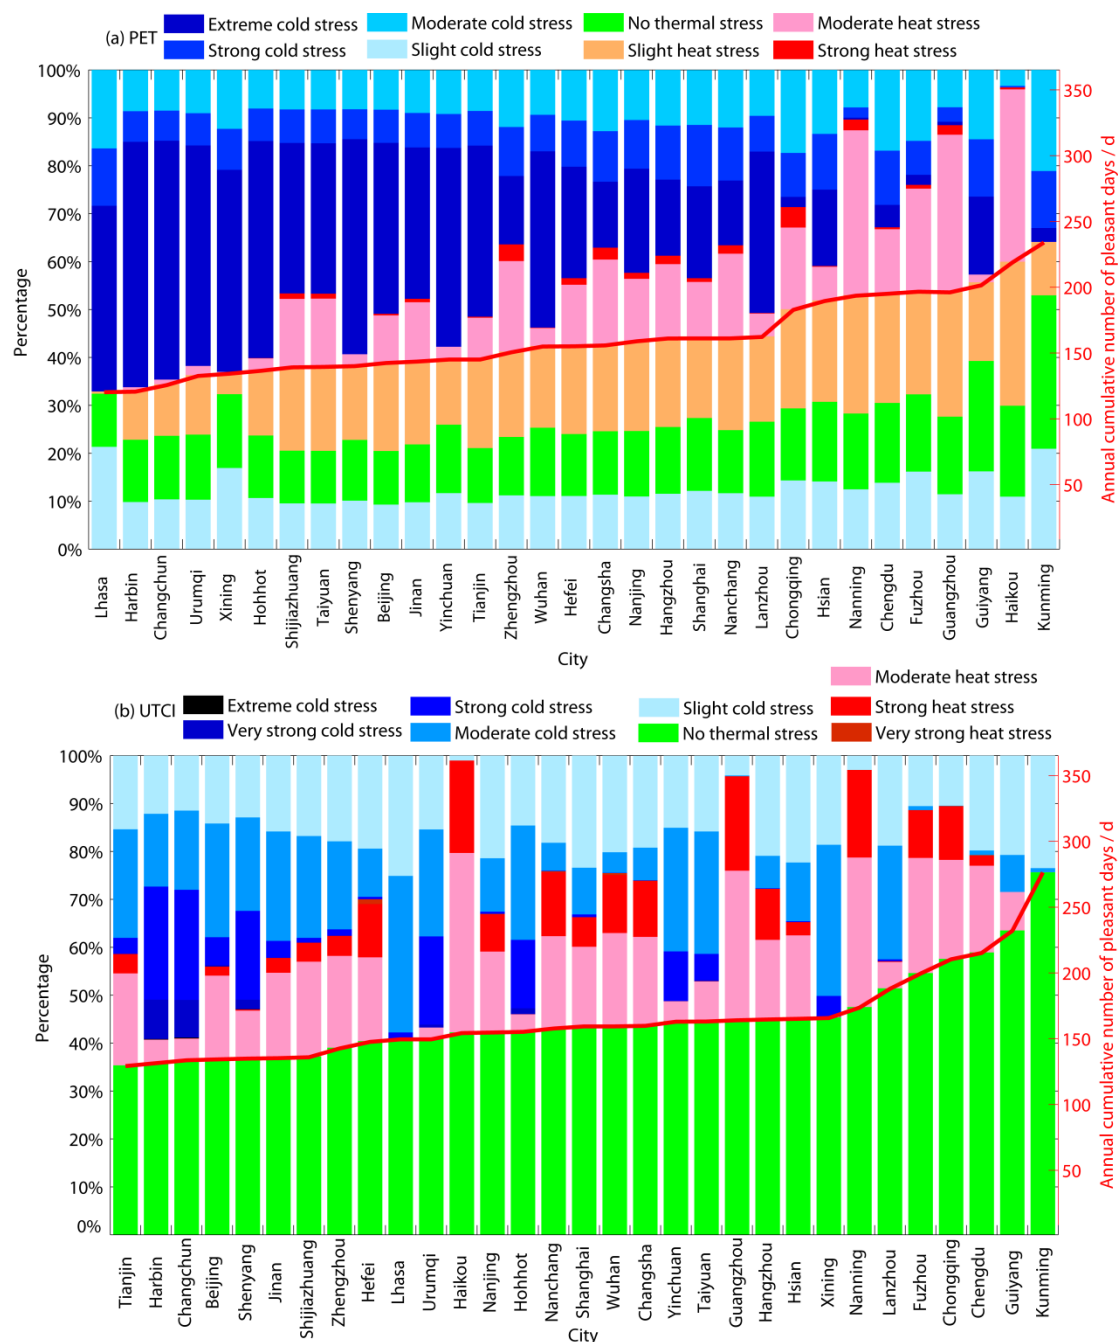 (a) PET
Extreme cold stress
Moderate cold stress
No thermal stress
Moderate heat stress
Strong cold stress
Slight cold stress
Slight heat stress
Strong heat stress
100%
90%
80%
70%
60%
50%
40%
30%
20%
10%
0%
Percentage
350
300
250
200
150
100
50
Annual cumulative number of pleasant days / d
Lhasa
Harbin
Changchun
Urumqi
Xining
Hohhot
Shijiazhuang
Taiyuan
Shenyang
Beijing
Jinan
Yinchuan
Tianjin
Zhengzhou
Wuhan
Hefei
Changsha
Nanjing
Hangzhou
Shanghai
Nanchang
Lanzhou
Chongqing
Hsian
Nanning
Chengdu
Fuzhou
Guangzhou
Guiyang
Haikou
Kunming
City
(b) UTCI
Extreme cold stress
Strong cold stress
Slight cold stress
Moderate heat stress
Strong heat stress
Very strong cold stress
Moderate cold stress
No thermal stress
Very strong heat stress
100%
90%
80%
70%
60%
50%
40%
30%
20%
10%
0%
Percentage
350
300
250
200
150
100
50
Annual cumulative number of pleasant days / d
Tianjin
Harbin
Changchun
Beijing
Shenyang
Jinan
Shijiazhuang
Zhengzhou
Hefei
Lhasa
Urumqi
Haikou
Nanjing
Hohhot
Nanchang
Shanghai
Wuhan
Changsha
Yinchuan
Taiyuan
Guangzhou
Hangzhou
Hsian
Xining
Nanning
Lanzhou
Fuzhou
Chongqing
Chengdu
Guiyang
Kunming
City